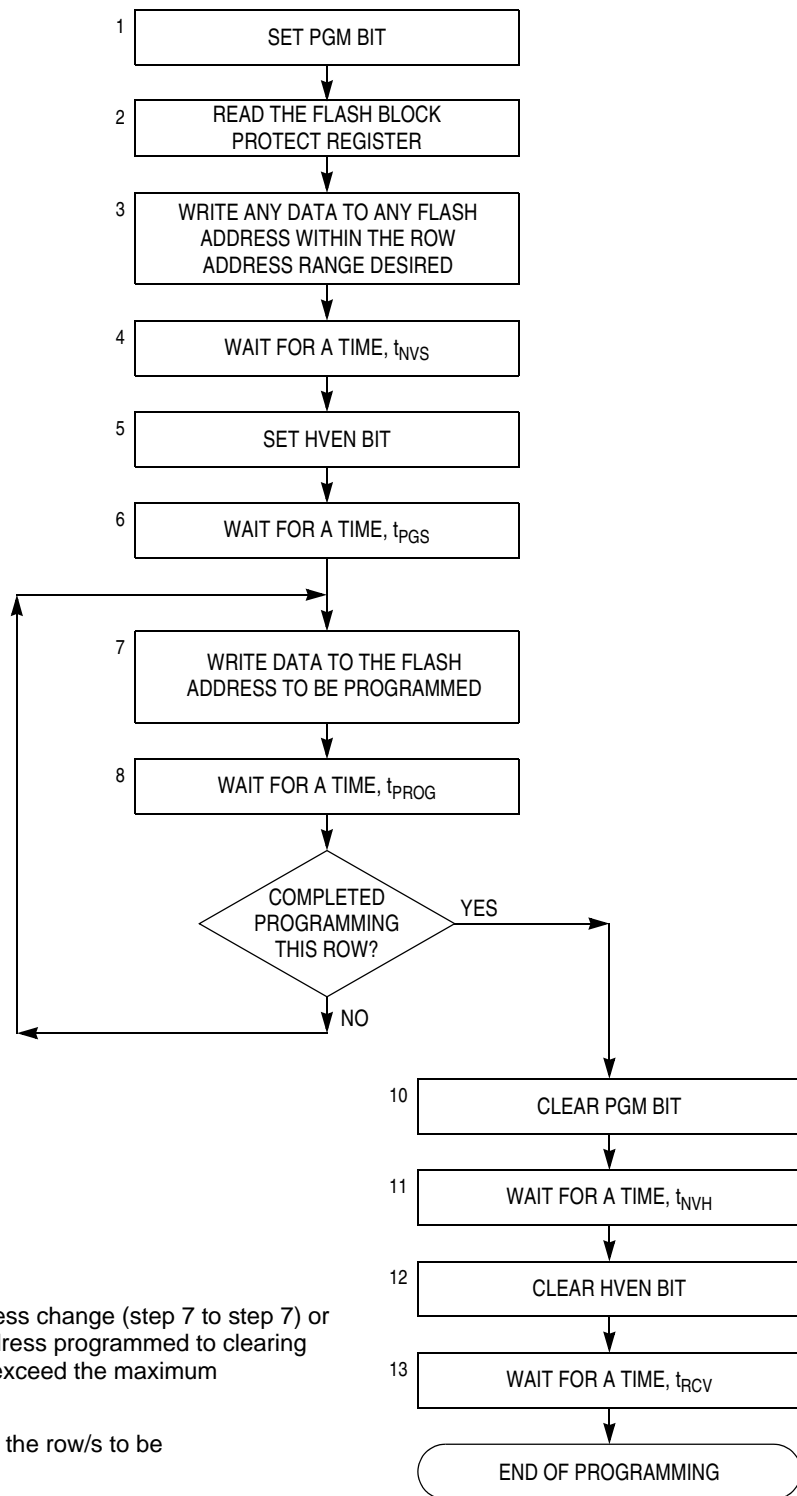 1
SET PGM BIT
2
READ THE FLASH BLOCK
PROTECT REGISTER
3
WRITE ANY DATA TO ANY FLASH
ADDRESS WITHIN THE ROW
ADDRESS RANGE DESIRED
4
WAIT FOR A TIME, tNVS
5
SET HVEN BIT
6
WAIT FOR A TIME, tPGS
7
WRITE DATA TO THE FLASH
ADDRESS TO BE PROGRAMMED
8
WAIT FOR A TIME, tPROG
COMPLETED
PROGRAMMING
THIS ROW?
YES
NO
10
CLEAR PGM BIT
11
WAIT FOR A TIME, tNVH
12
CLEAR HVEN BIT
13
WAIT FOR A TIME, tRCV
END OF PROGRAMMING
ess change (step 7 to step 7) or
dress programmed to clearing
exceed the maximum
the row/s to be